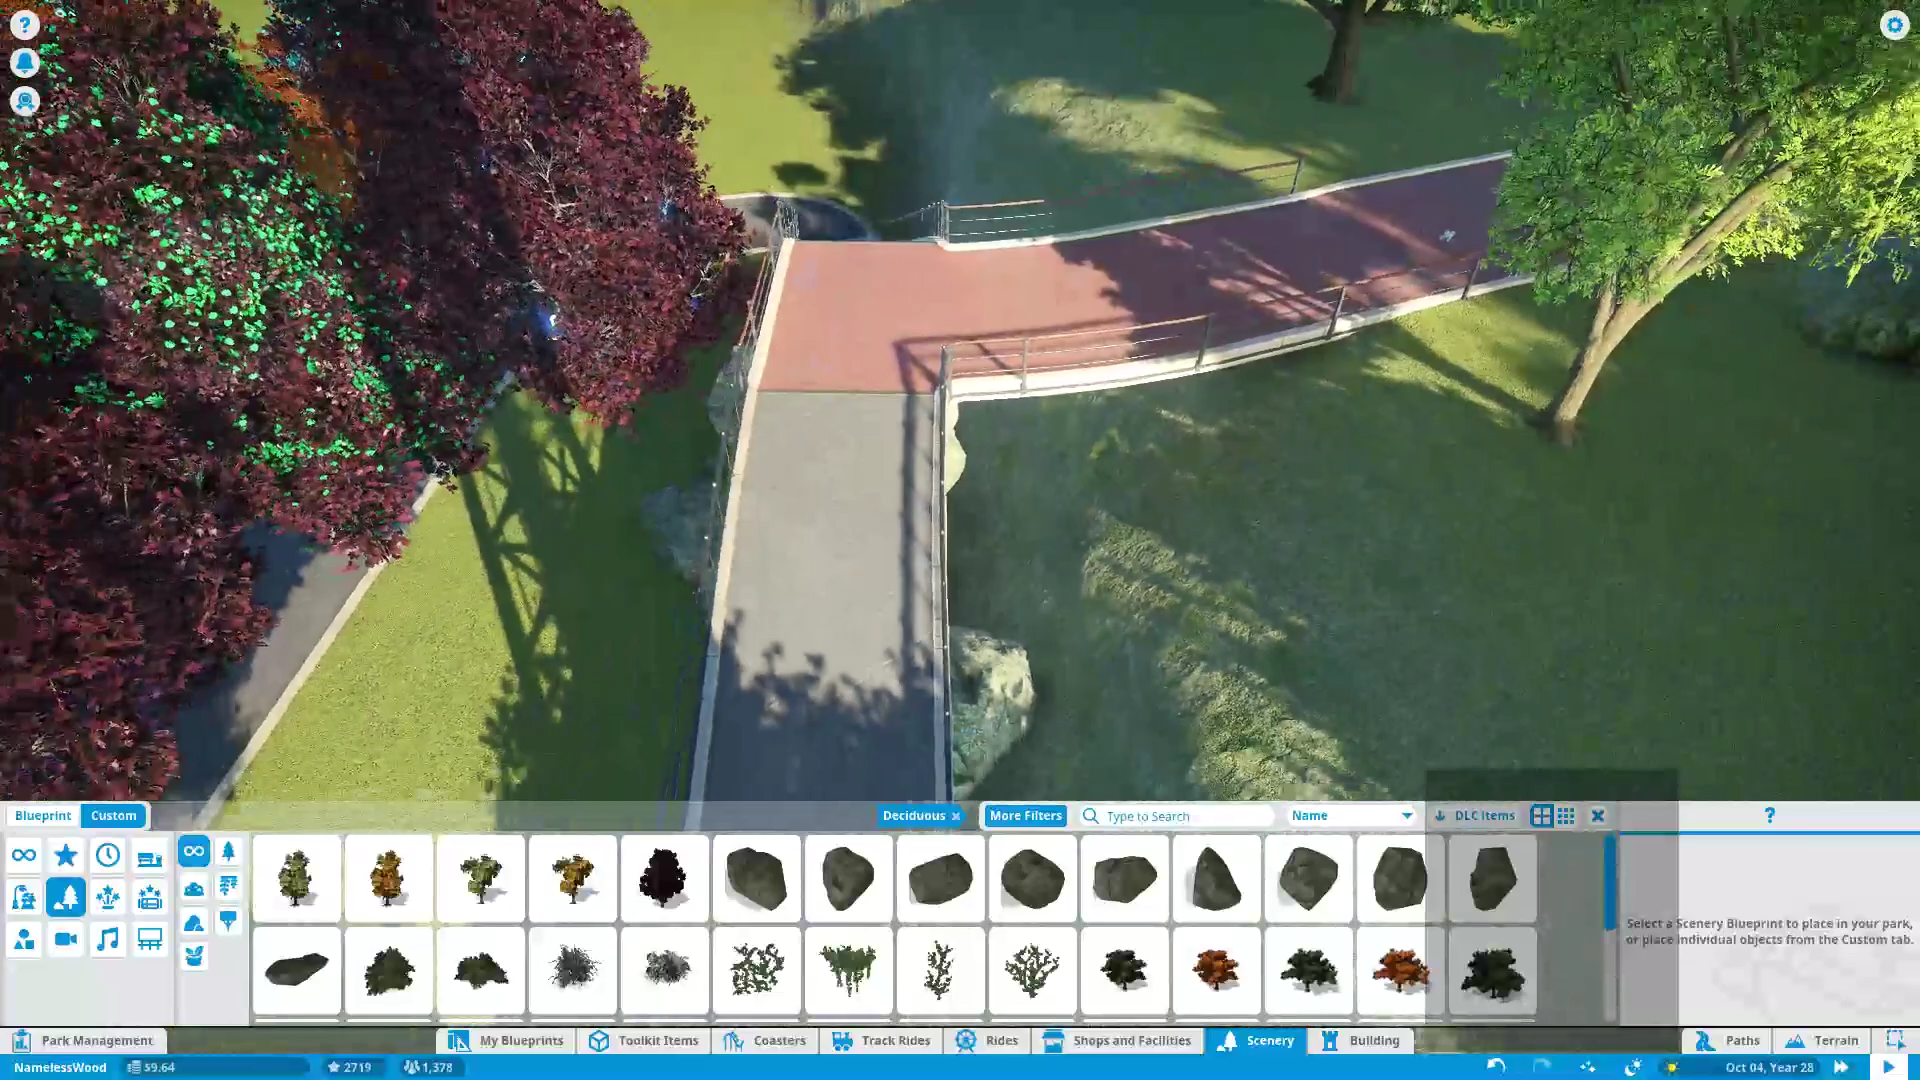 Blueprint
Custom
Deciduous
More Filters
Type to Search
Name
DLC Items
?
Select a Scenery Blueprint to place in your park,
or place individual objects from the Custom tab.
Park Management
My Blueprints
Toolkit Items
Coasters
Track Rides
Rides
Shops and Facilities
Scenery
Building
Paths
Terrain
NamelessWood
$9.64
2719
1,378
Oct 04, Year 28